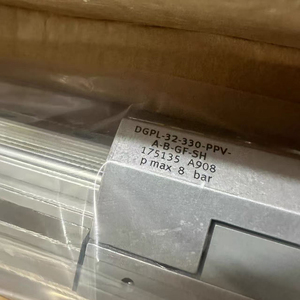 DGPL-32-330-PPV-
A-B-GF-SH
175135 A908
p max 8 bar